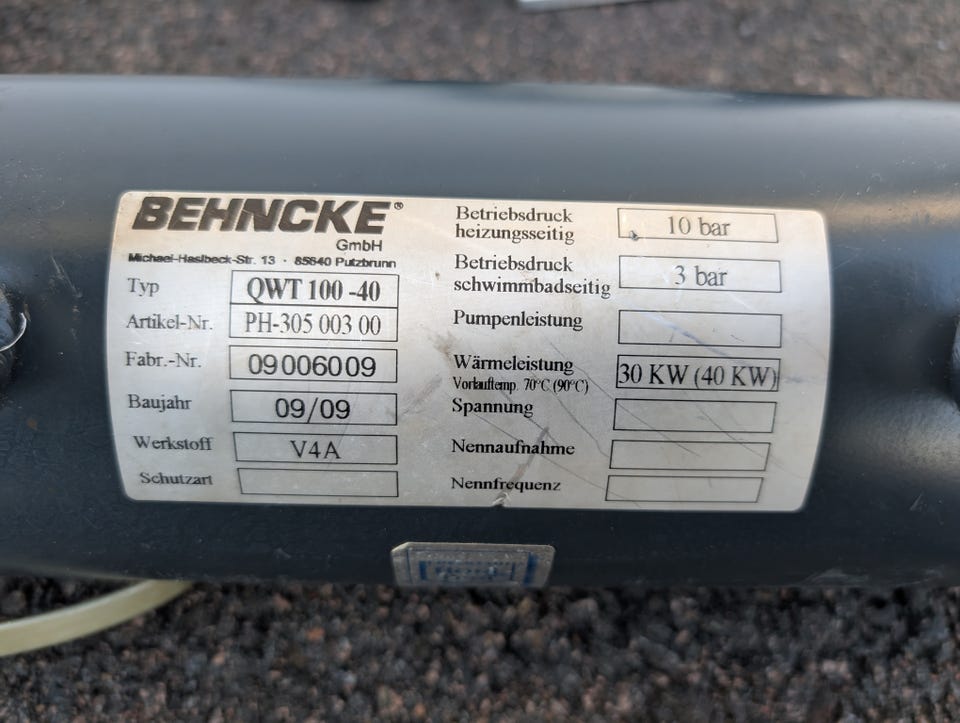 BEHNCKE®
GmbH
Michael-Haslbeck-Str. 13 · 85640 Putzbrunn
Typ QWT 100 -40
Artikel-Nr. PH-305 003 00
Fabr.-Nr. 09006009
Baujahr 09/09
Werkstoff V4A
Schutzart
Betriebsdruck
heizungsseitig 10 bar
Betriebsdruck
schwimmbadseitig 3 bar
Pumpenleistung
Wärmeleistung 30 KW (40 KW)
Vorlauftemp. 70°C (90°C)
Spannung
Nennaufnahme
Nennfrequenz